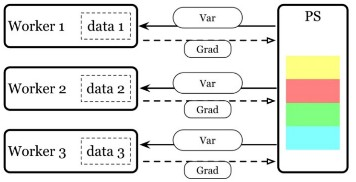 Var
PS
Worker 1 data 1
Grad
Var
Worker 2 data 2
Grad
Var
Worker 3 data 3
Grad